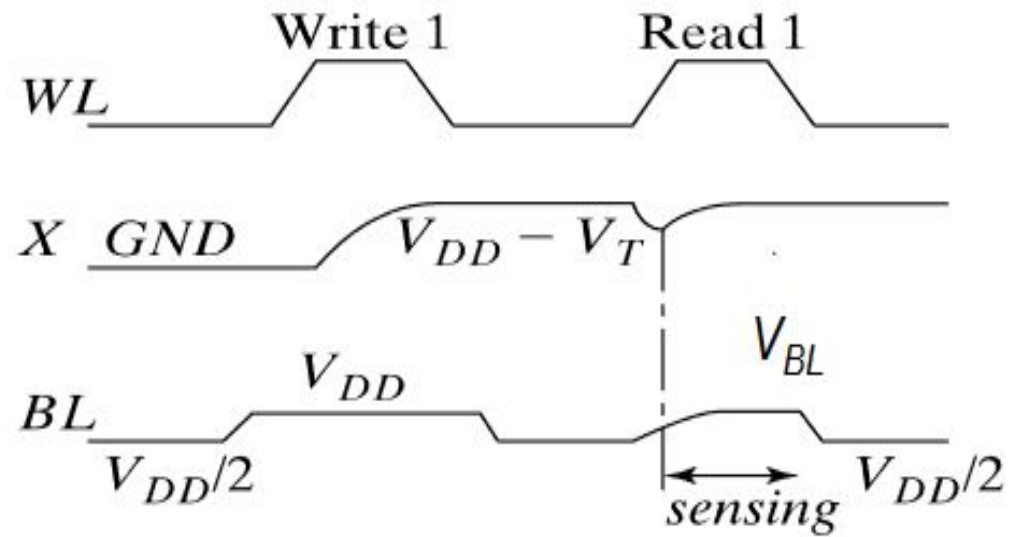 Write 1 Read 1
WL
X GND V_DD − V_T
V_BL
V_DD
BL
V_DD/2 V_DD/2
sensing